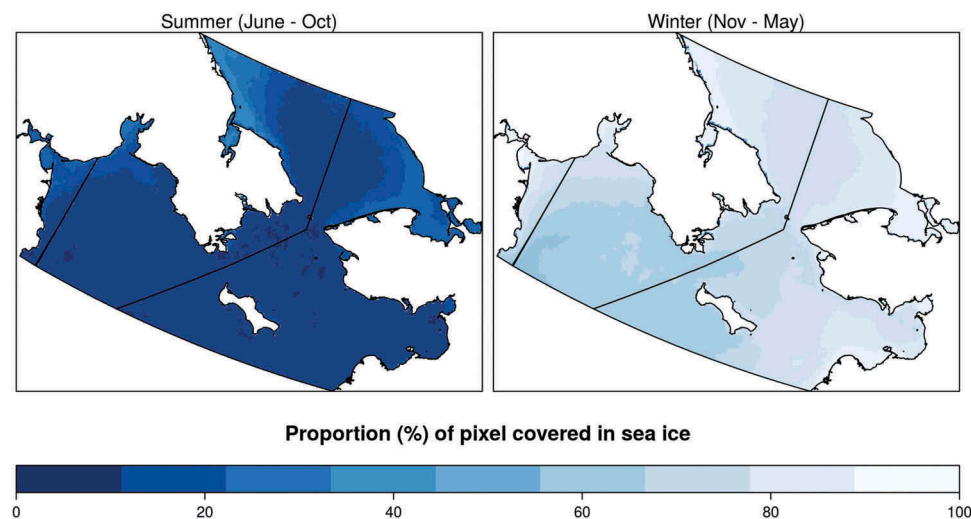 Summer (June - Oct)
Winter (Nov - May)
Proportion (%) of pixel covered in sea ice
0 20 40 60 80 100